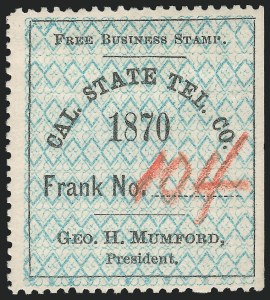 FREE BUSINESS STAMP.
CAL. STATE TEL. CO.
1870
Frank No. 104
GEO. H. MUMFORD,
President.